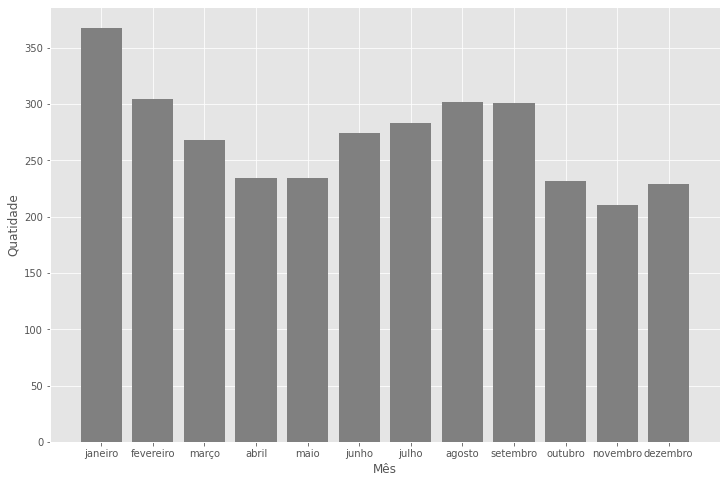 350
300
250
200
150
100
50
0
Quatidade
janeiro fevereiro março abril maio junho julho agosto setembro outubro novembro dezembro
Mês